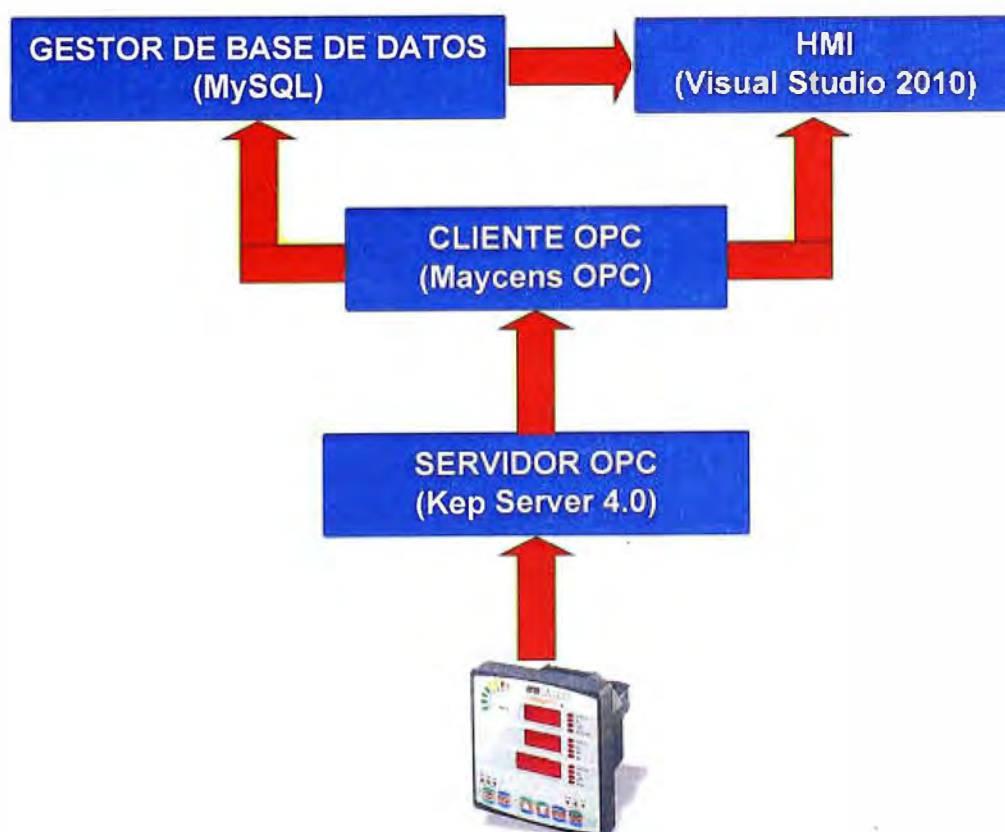 GESTOR DE BASE DE DATOS
(MySQL)
HMI
(Visual Studio 2010)
CLIENTE OPC
(Maycens OPC)
SERVIDOR OPC
(Kep Server 4.0)